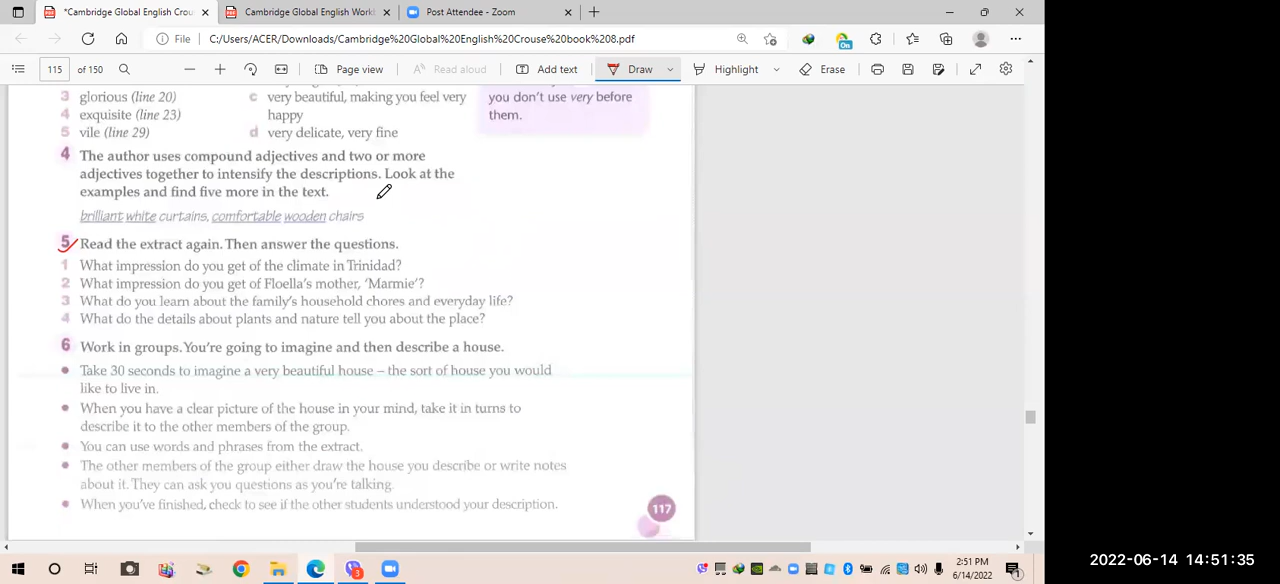 *Cambridge Global English Crou
Cambridge Global English Work
Post Attendee - Zoom
File
C:/Users/ACER/Downloads/Cambridge%20Global%20English%20Crouse%20book%208.pdf
on
115 of 150
Page view
Read aloud
Add text
Draw
Highlight
Erase
3 glorious (line 20)
4 exquisite (line 23)
5 vile (line 29)
c very beautiful, making you feel very
happy
d very delicate, very fine
you don't use very before
them.
4 The author uses compound adjectives and two or more
adjectives together to intensify the descriptions. Look at the
examples and find five more in the text.
brilliant white curtains, comfortable wooden chairs
5 Read the extract again. Then answer the questions.
1 What impression do you get of the climate in Trinidad?
2 What impression do you get of Floella's mother, 'Marmie'?
3 What do you learn about the family's household chores and everyday life?
4 What do the details about plants and nature tell you about the place?
6 Work in groups. You're going to imagine and then describe a house.
• Take 30 seconds to imagine a very beautiful house – the sort of house you would
like to live in.
• When you have a clear picture of the house in your mind, take it in turns to
describe it to the other members of the group.
• You can use words and phrases from the extract.
• The other members of the group either draw the house you describe or write notes
about it. They can ask you questions as you're talking.
• When you've finished, check to see if the other students understood your description.
117
3
2:51 PM
6/14/2022
1
2022-06-14 14:51:35